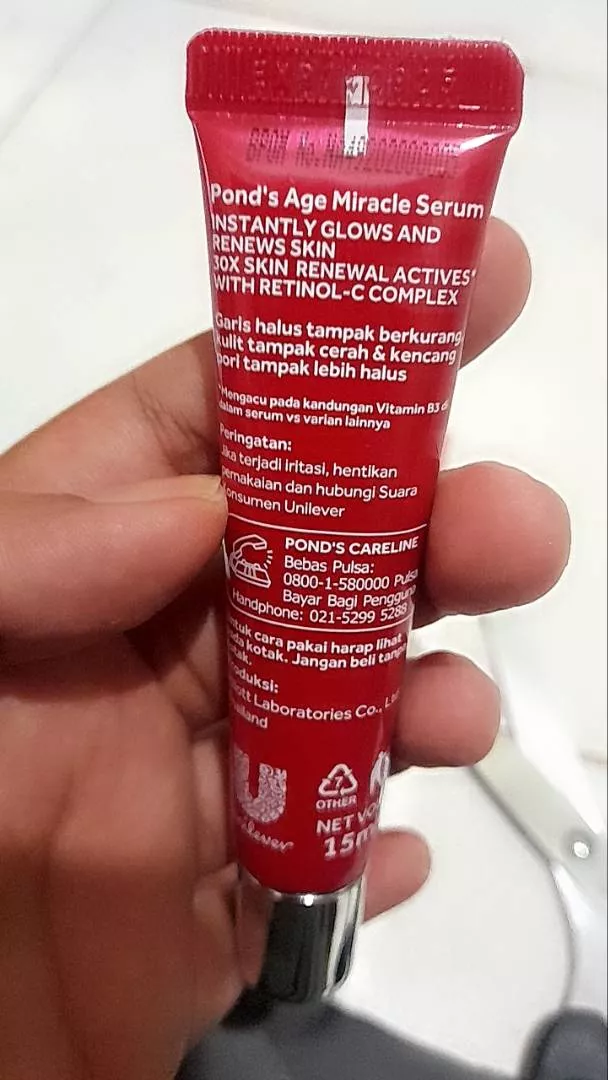 Pond's Age Miracle Serum
INSTANTLY GLOWS AND
RENEWS SKIN
30X SKIN RENEWAL ACTIVES*
WITH RETINOL-C COMPLEX
Garis halus tampak berkurang
kulit tampak cerah & kencang
pori tampak lebih halus
*Mengacu pada kandungan Vitamin B3 di
dalam serum vs varian lainnya
Peringatan:
Jika terjadi iritasi, hentikan
pemakaian dan hubungi Suara
Konsumen Unilever
POND'S CARELINE
Bebas Pulsa:
0800-1-580000 Pulsa
Bayar Bagi Pengguna
Handphone: 021-5299 5288
Untuk cara pakai harap lihat
pada kotak. Jangan beli tanpa
kotak.
Produksi:
Laboratories Co.,
Thailand
Unilever
7
OTHER
NET VO
15m